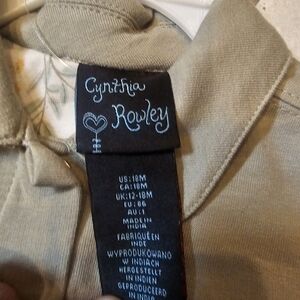 Cynthia
Rowley
US:18M
CA:18M
UK:12-18M
EU:86
AU:1
MADE IN
INDIA
FABRIQUÉ EN
INDE
WYPRODUKOWANO
W INDIACH
HERGESTELLT
IN INDIEN
GEPRODUCEERD
IN INDIA